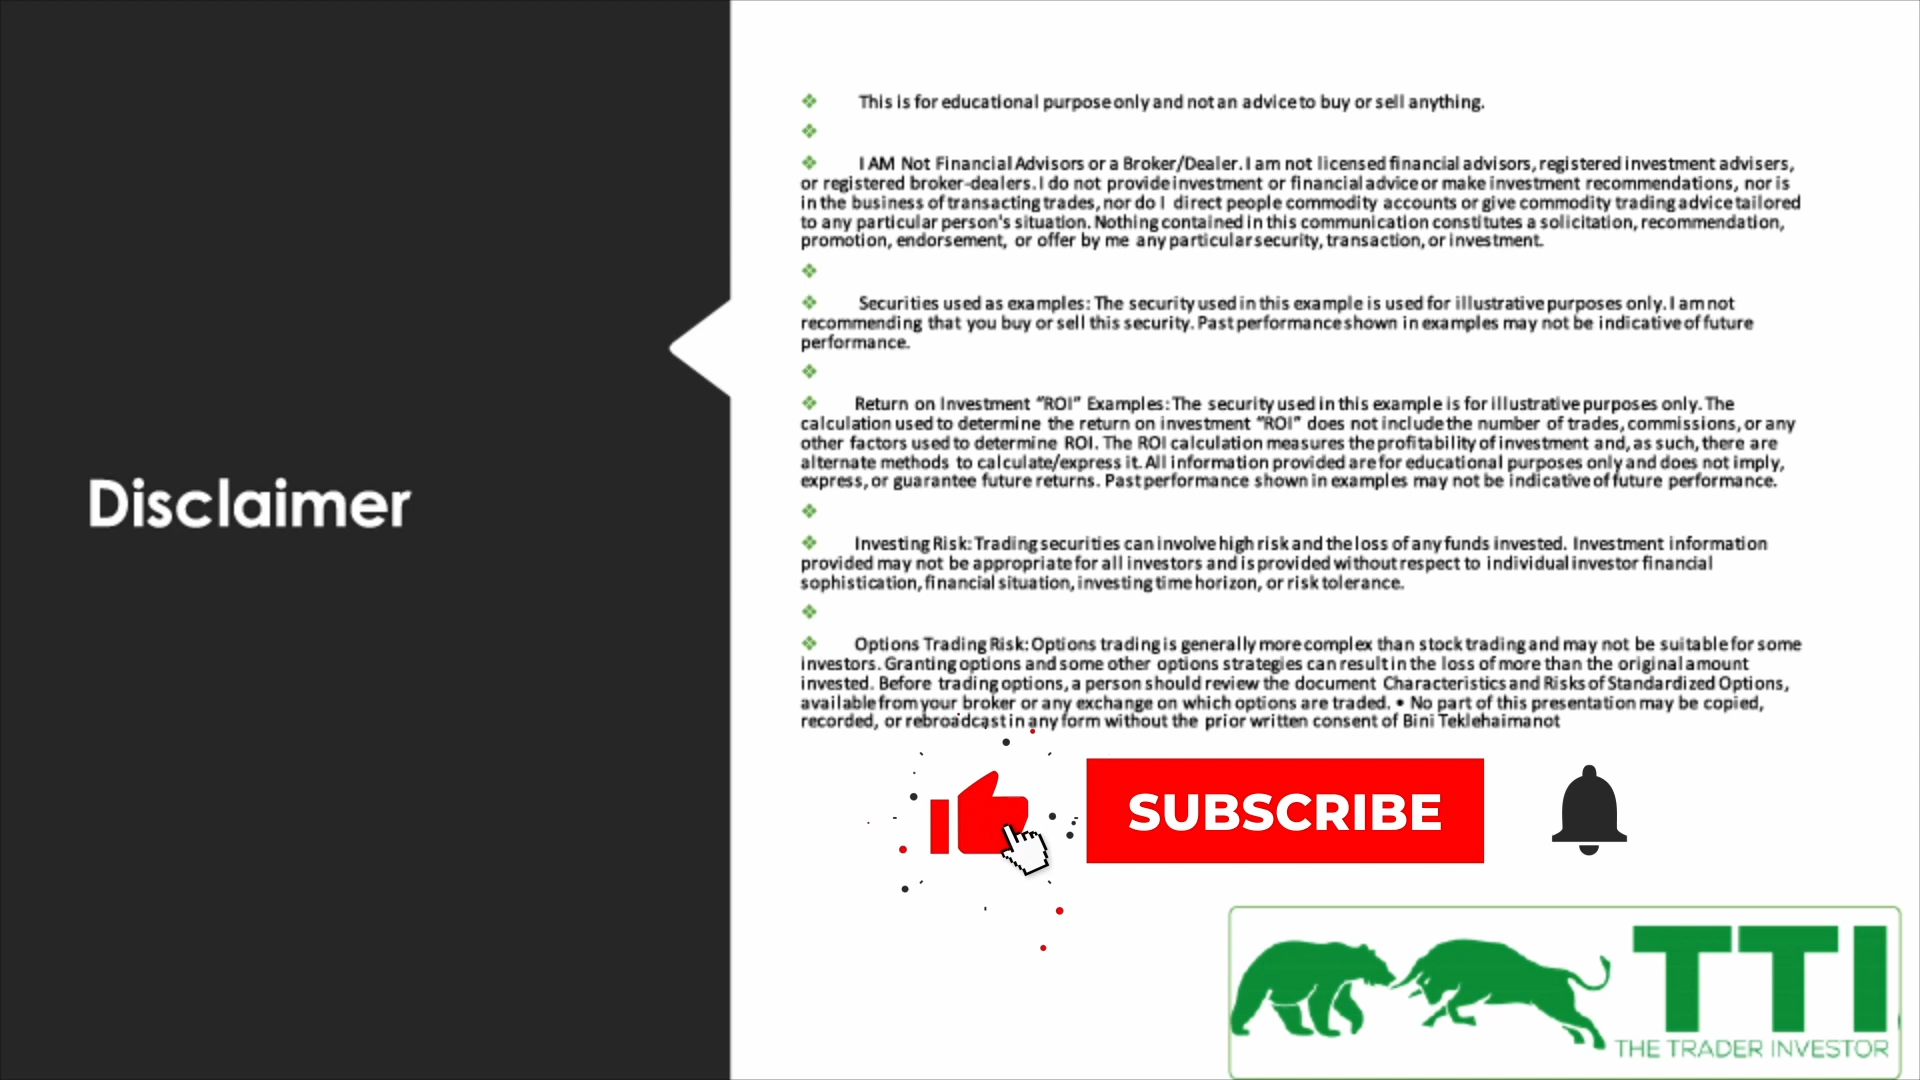 Disclaimer
This is for educational purpose only and not an advice to buy or sell anything.
I AM Not Financial Advisors or a Broker/Dealer. I am not licensed financial advisors, registered investment advisers,
or registered broker-dealers. I do not provide investment or financial advice or make investment recommendations, nor is
in the business of transacting trades, nor do I direct people commodity accounts or give commodity trading advice tailored
to any particular person's situation. Nothing contained in this communication constitutes a solicitation, recommendation,
promotion, endorsement, or offer by me any particular security, transaction, or investment.
Securities used as examples: The security used in this example is used for illustrative purposes only. I am not
recommending that you buy or sell this security. Past performance shown in examples may not be indicative of future
performance.
Return on Investment “ROI” Examples: The security used in this example is for illustrative purposes only. The
calculation used to determine the return on investment “ROI” does not include the number of trades, commissions, or any
other factors used to determine ROI. The ROI calculation measures the profitability of investment and, as such, there are
alternate methods to calculate/express it. All information provided are for educational purposes only and does not imply,
express, or guarantee future returns. Past performance shown in examples may not be indicative of future performance.
Investing Risk: Trading securities can involve high risk and the loss of any funds invested. Investment information
provided may not be appropriate for all investors and is provided without respect to individual investor financial
sophistication, financial situation, investing time horizon, or risk tolerance.
Options Trading Risk: Options trading is generally more complex than stock trading and may not be suitable for some
investors. Granting options and some other options strategies can result in the loss of more than the original amount
invested. Before trading options, a person should review the document Characteristics and Risks of Standardized Options,
available from your broker or any exchange on which options are traded. • No part of this presentation may be copied,
recorded, or rebroadcast in any form without the prior written consent of Bini Teklehaimanot
SUBSCRIBE
TTI
THE TRADER INVESTOR